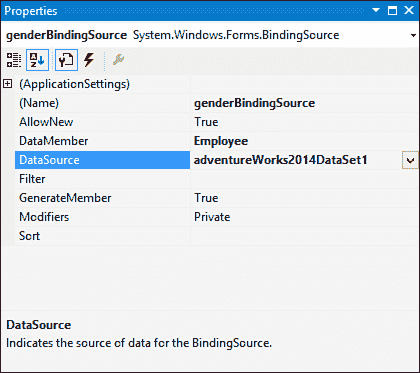 Properties
genderBindingSource System.Windows.Forms.BindingSource
(ApplicationSettings)
(Name) genderBindingSource
AllowNew True
DataMember Employee
DataSource adventureWorks2014DataSet1
Filter
GenerateMember True
Modifiers Private
Sort
DataSource
Indicates the source of data for the BindingSource.